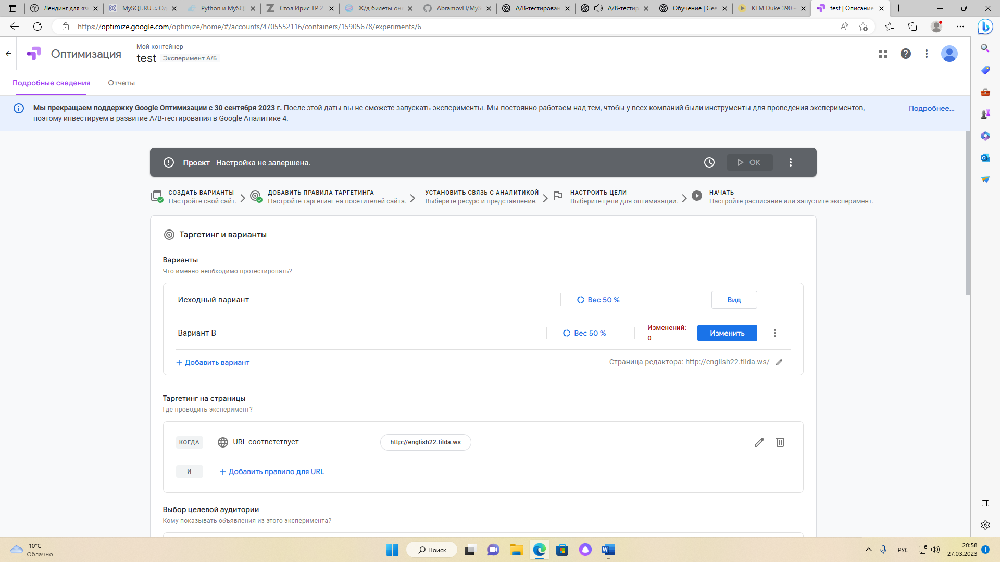 Лендинг для язы
MySQL.RU .:. Од
Python и MySQL
Стол Ирис ТР 2
Ж/д билеты онл
AbramovEI/MyS
A/B-тестирован
A/B-тестир
Обучение | Gee
KTM Duke 390 –
test | Описание
https://optimize.google.com/optimize/home/#/accounts/4705552116/containers/15905678/experiments/6
Оптимизация
Мой контейнер
test Эксперимент А/Б
Подробные сведения
Отчеты
Мы прекращаем поддержку Google Оптимизации с 30 сентября 2023 г. После этой даты вы не сможете запускать эксперименты. Мы постоянно работаем над тем, чтобы у всех компаний были инструменты для проведения экспериментов,
поэтому инвестируем в развитие A/B-тестирования в Google Аналитике 4.
Подробнее…
Проект Настройка не завершена.
ОК
СОЗДАТЬ ВАРИАНТЫ
Настройте свой сайт.
ДОБАВИТЬ ПРАВИЛА ТАРГЕТИНГА
Настройте таргетинг на посетителей сайта.
УСТАНОВИТЬ СВЯЗЬ С АНАЛИТИКОЙ
Выберите ресурс и представление.
НАСТРОИТЬ ЦЕЛИ
Выберите цели для оптимизации.
НАЧАТЬ
Настройте расписание или запустите эксперимент.
Таргетинг и варианты
Варианты
Что именно необходимо протестировать?
Исходный вариант
Вес 50 %
Вид
Вариант B
Вес 50 %
Изменений:
0
Изменить
+ Добавить вариант
Страница редактора: http://english22.tilda.ws/
Таргетинг на страницы
Где проводить эксперимент?
КОГДА
URL соответствует
http://english22.tilda.ws
И
+ Добавить правило для URL
Выбор целевой аудитории
Кому показывать объявления из этого эксперимента?
-10°C
Облачно
Поиск
РУС
20:58
27.03.2023
1